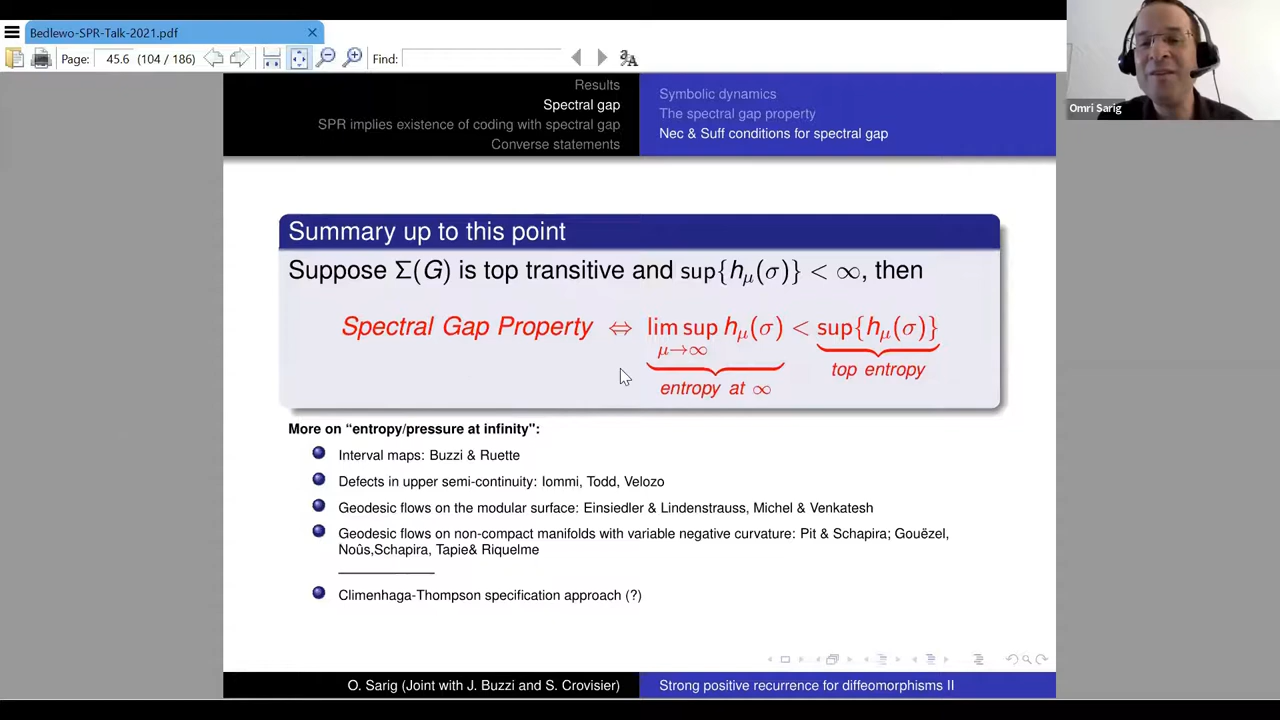 Bedlewo-SPR-Talk-2021.pdf
Page: 45.6 (104 / 186) Find:
Omri Sarig
Results
Spectral gap
SPR implies existence of coding with spectral gap
Converse statements
Symbolic dynamics
The spectral gap property
Nec & Suff conditions for spectral gap
Summary up to this point
Suppose Σ(G) is top transitive and sup{hμ(σ)} < ∞, then
Spectral Gap Property ⇔ lim sup hμ(σ) < sup{hμ(σ)}
μ→∞
top entropy
entropy at ∞
More on “entropy/pressure at infinity”:
Interval maps: Buzzi & Ruette
Defects in upper semi-continuity: Iommi, Todd, Velozo
Geodesic flows on the modular surface: Einsiedler & Lindenstrauss, Michel & Venkatesh
Geodesic flows on non-compact manifolds with variable negative curvature: Pit & Schapira; Gouëzel,
Noûs,Schapira, Tapie& Riquelme
Climenhaga-Thompson specification approach (?)
O. Sarig (Joint with J. Buzzi and S. Crovisier)
Strong positive recurrence for diffeomorphisms II